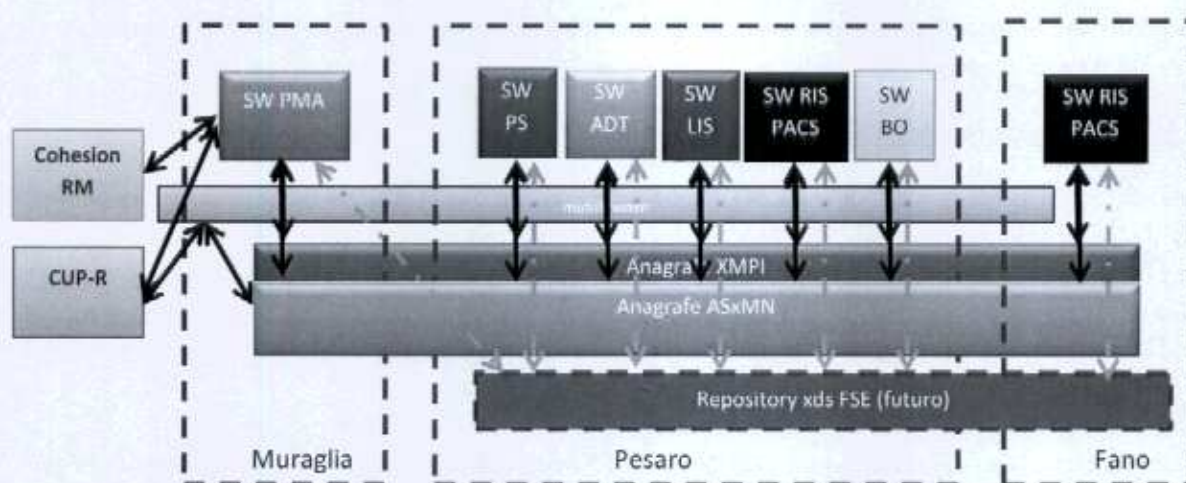 SW PMA
SW
PS
SW
ADT
SW
LIS
SW RIS
PACS
SW
BO
SW RIS
PACS
Cohesion
RM
CUP-R
Anagrafe XMPI
Anagrafe ASxMN
Repository xds FSE (futuro)
Muraglia
Pesaro
Fano